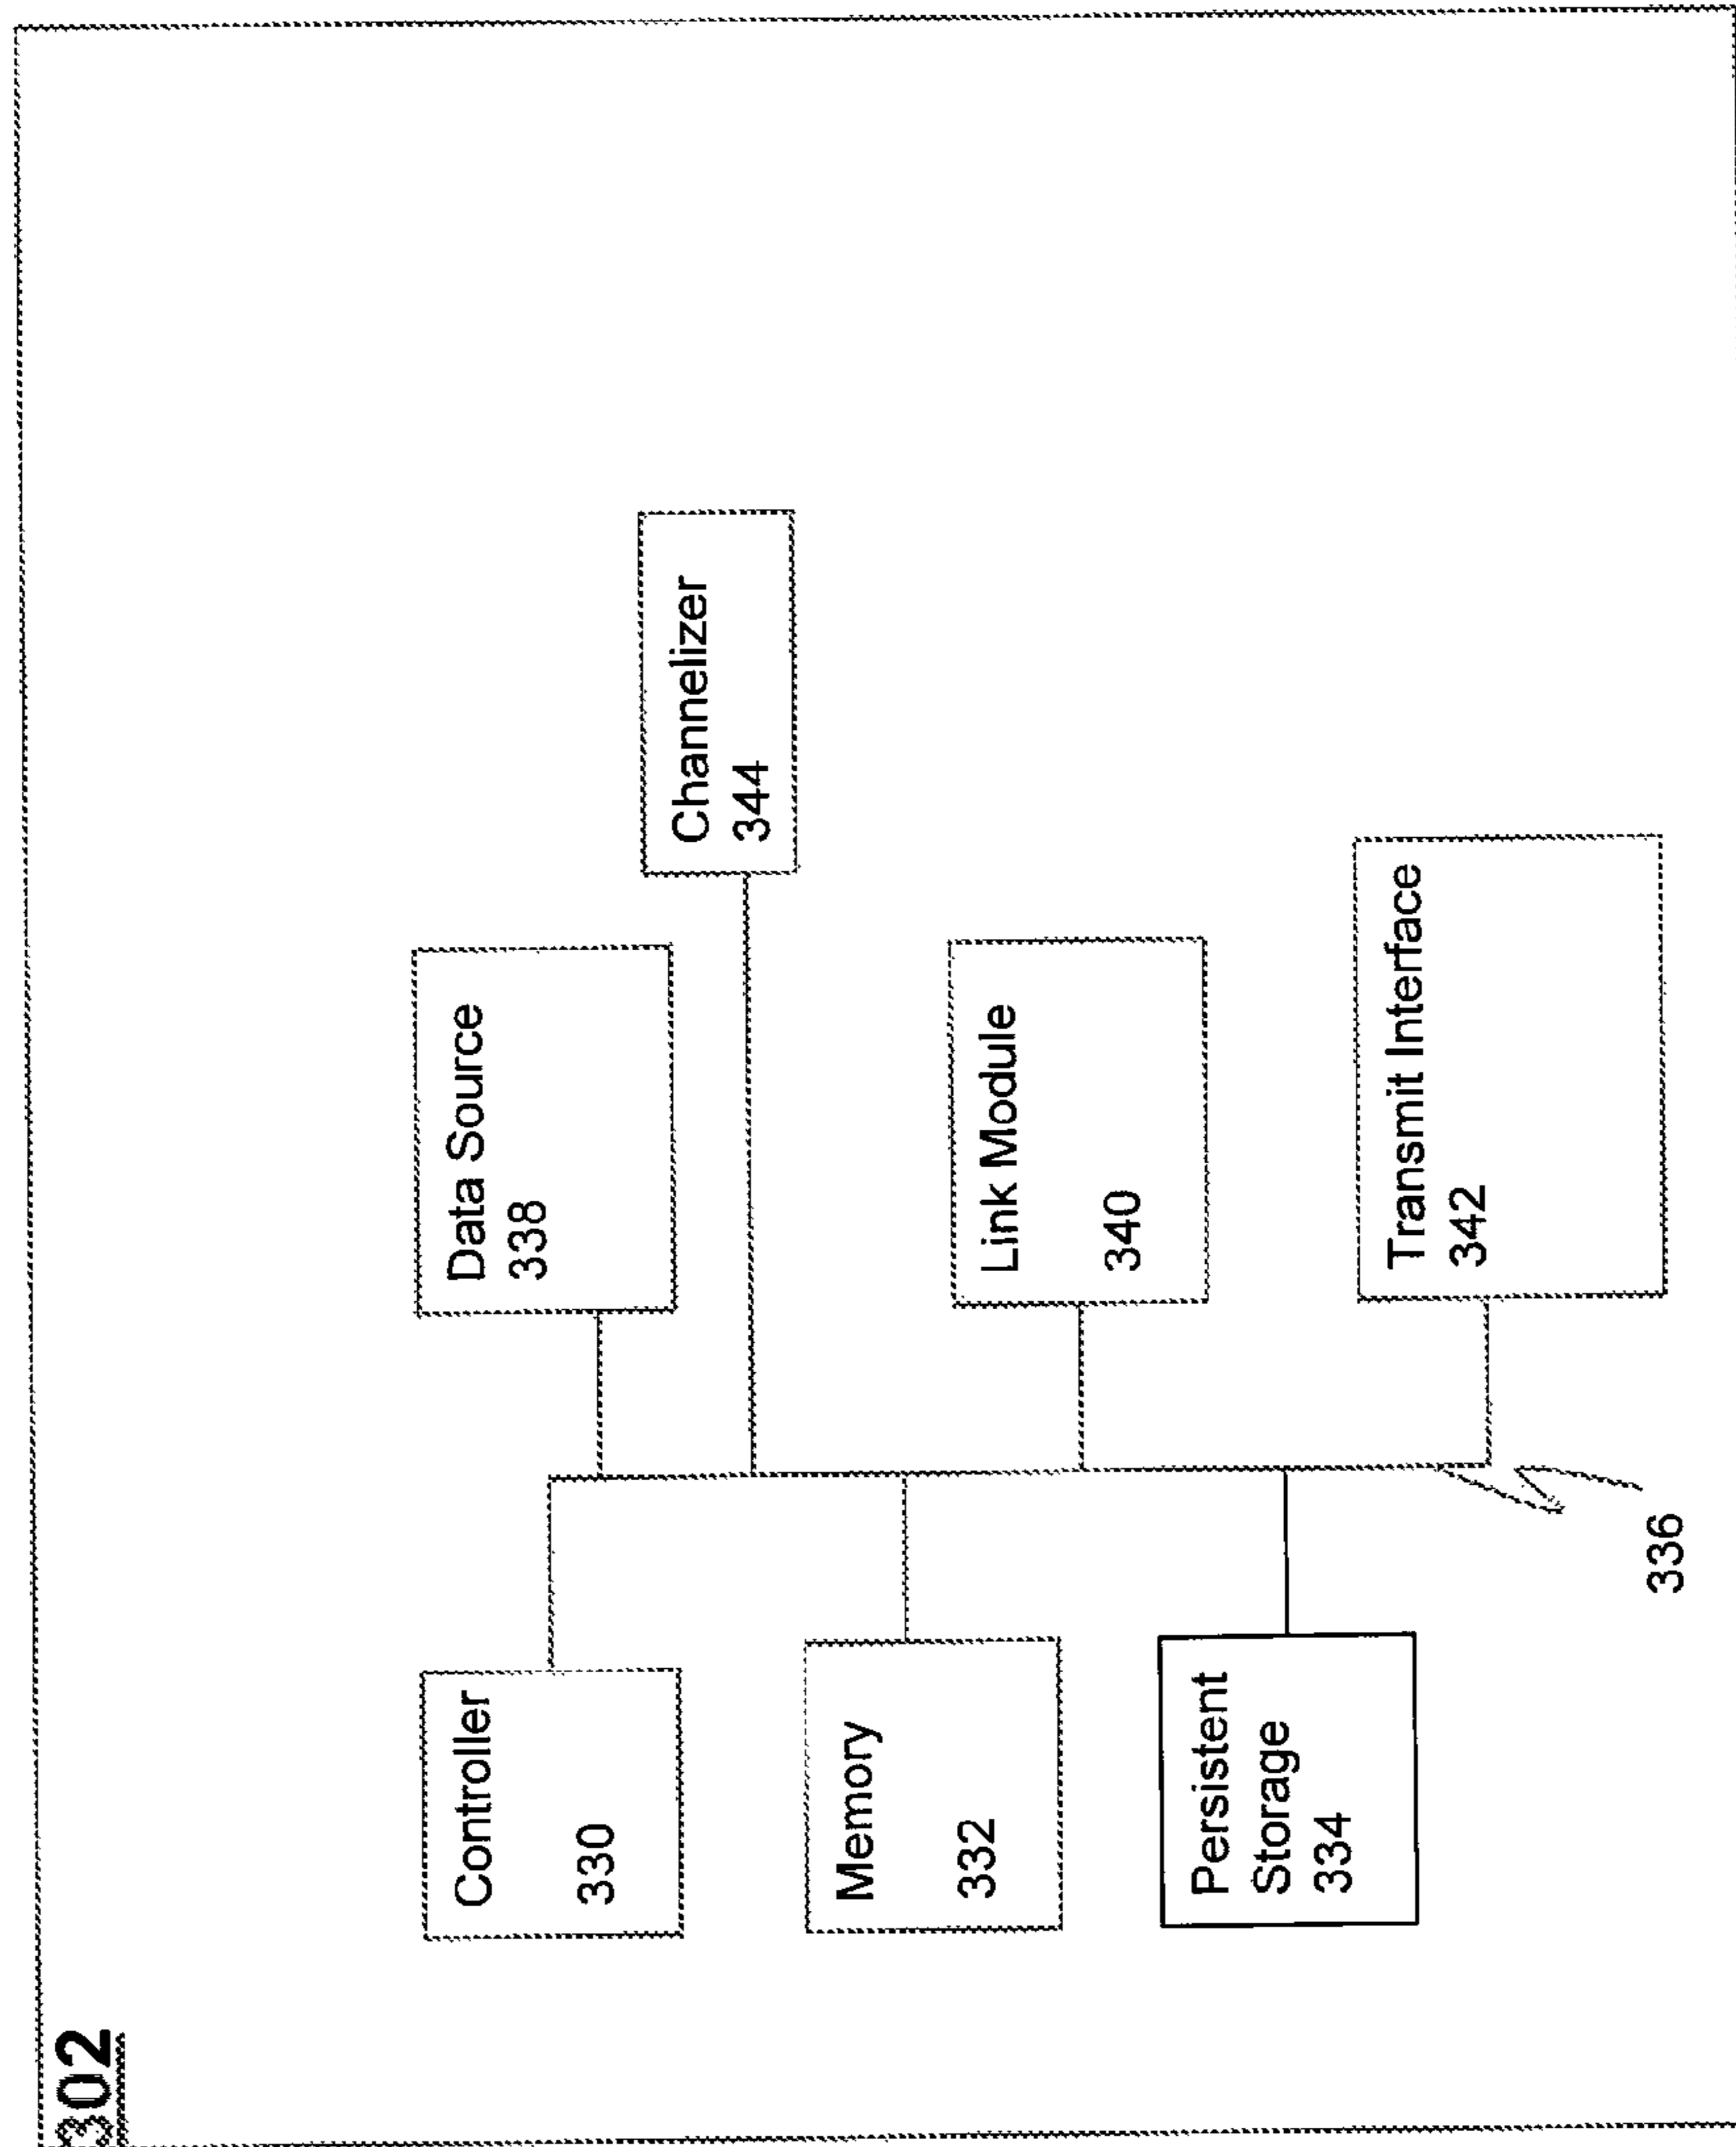 302
Controller
330
Data Source
338
Channelizer
344
Memory
332
Link Module
340
Persistent
Storage
334
Transmit Interface
342
336